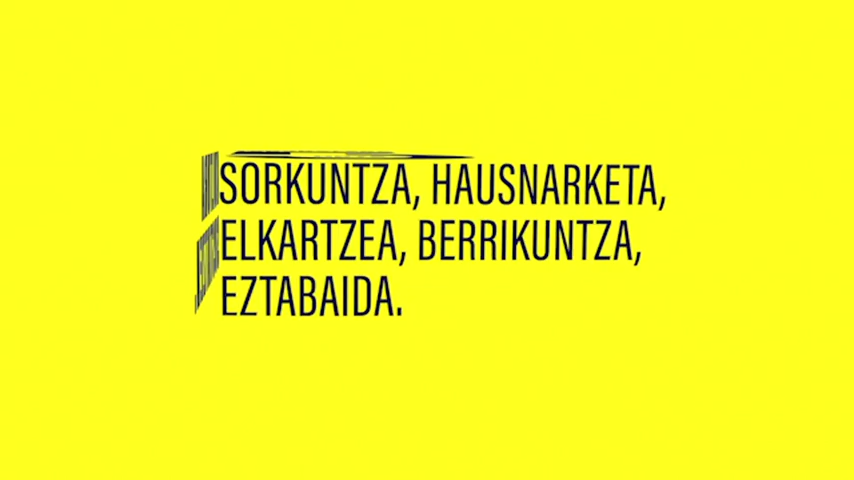 SORKUNTZA, HAUSNARKETA,
ELKARTZEA, BERRIKUNTZA,
EZTABAIDA.